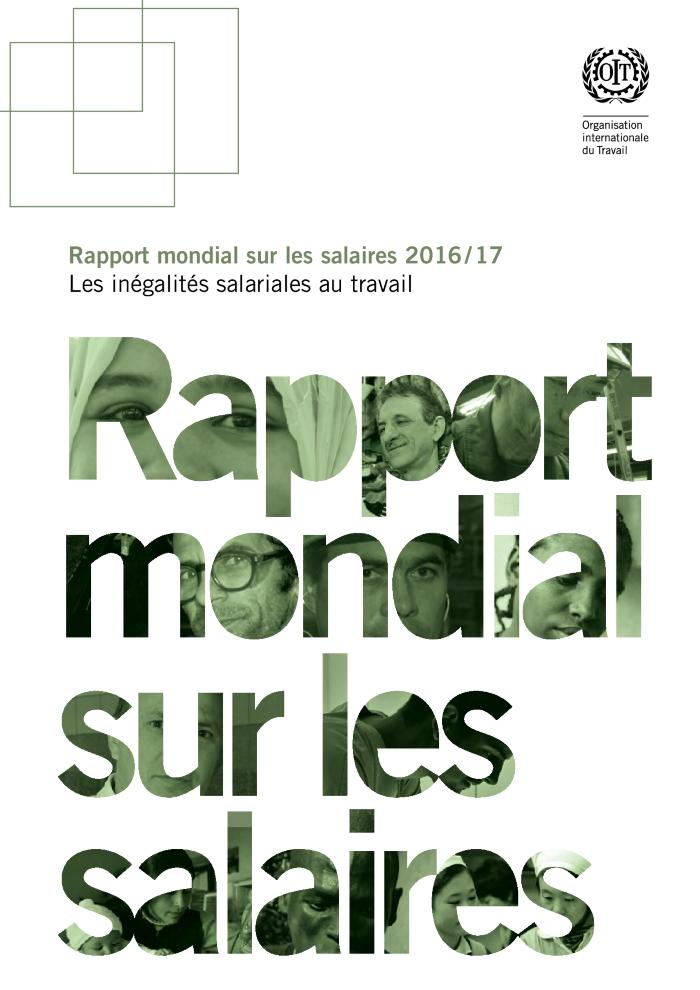 OIT
Organisation
internationale
du Travail
Rapport mondial sur les salaires 2016/17
Les inégalités salariales au travail
Rapport
mondial
sur les
salaires